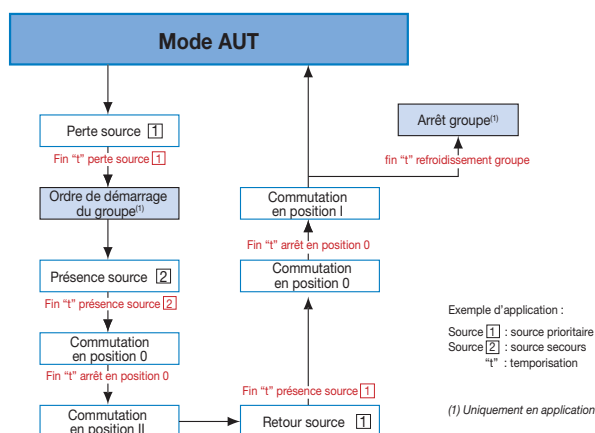 Mode AUT
Perte source 1
Fin “t” perte source 1
Ordre de démarrage
du groupe(1)
Présence source 2
Fin “t” présence source 2
Commutation
en position 0
Fin “t” arrêt en position 0
Commutation
en position II
Retour source 1
Fin “t” présence source 1
Commutation
en position 0
Fin “t” arrêt en position 0
Commutation
en position I
Arrêt groupe(1)
fin “t” refroidissement groupe
Exemple d'application :
Source 1 : source prioritaire
Source 2 : source secours
“t” : temporisation
(1) Uniquement en application